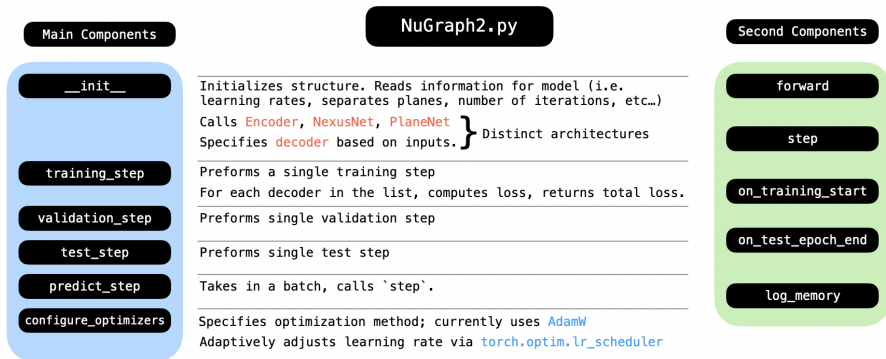 NuGraph2.py
Main Components
Second Components
__init__
Initializes structure. Reads information for model (i.e.
learning rates, separates planes, number of iterations, etc…)
Calls Encoder, NexusNet, PlaneNet
Specifies decoder based on inputs.
} Distinct architectures
training_step
Preforms a single training step
For each decoder in the list, computes loss, returns total loss.
validation_step
Preforms single validation step
test_step
Preforms single test step
predict_step
Takes in a batch, calls `step`.
configure_optimizers
Specifies optimization method; currently uses AdamW
Adaptively adjusts learning rate via torch.optim.lr_scheduler
forward
step
on_training_start
on_test_epoch_end
log_memory